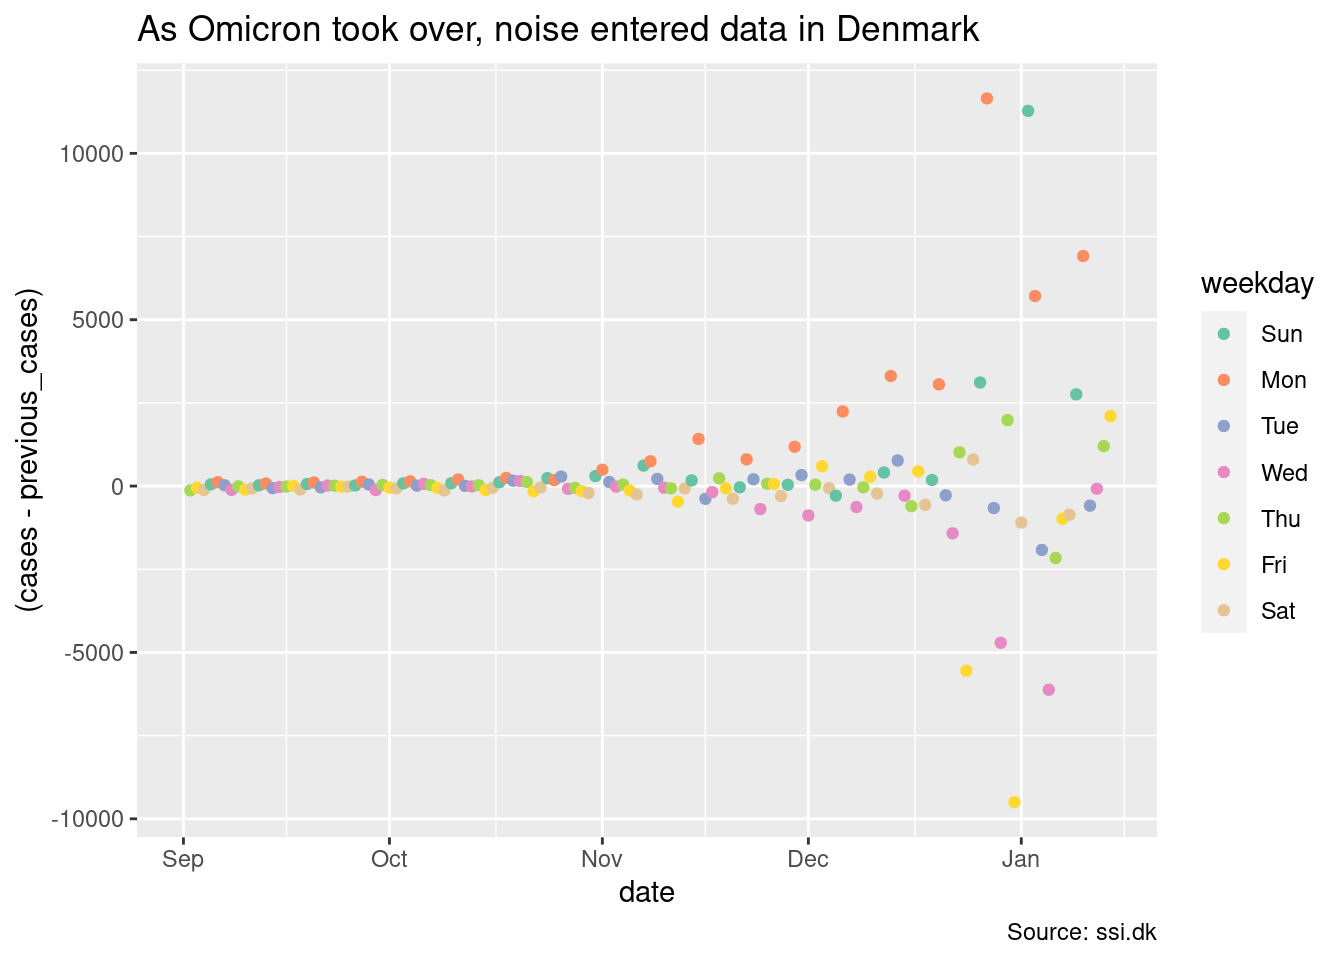 As Omicron took over, noise entered data in Denmark
(cases - previous_cases)
10000
5000
0
-5000
-10000
Sep Oct Nov Dec Jan
date
weekday
Sun
Mon
Tue
Wed
Thu
Fri
Sat
Source: ssi.dk